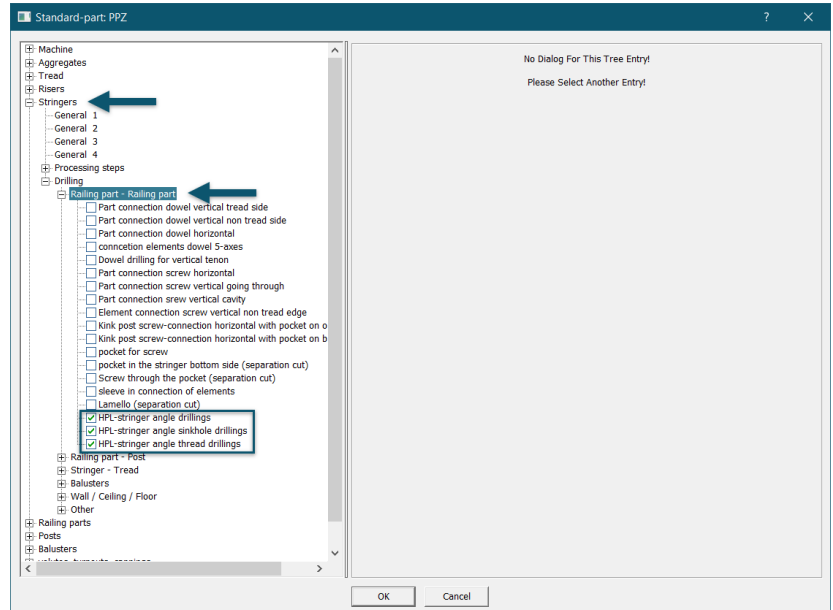 Standard-part: PPZ
Machine
Aggregates
Tread
Risers
Stringers
General 1
General 2
General 3
General 4
Processing steps
Drilling
Railing part - Railing part
Part connection dowel vertical tread side
Part connection dowel vertical non tread side
Part connection dowel horizontal
conncetion elements dowel 5-axes
Dowel drilling for vertical tenon
Part connection screw horizontal
Part connection screw vertical going through
Part connection srew vertical cavity
Element connection screw vertical non tread edge
Kink post screw-connection horizontal with pocket on o
Kink post screw-connection horizontal with pocket on b
pocket for screw
pocket in the stringer bottom side (separation cut)
Screw through the pocket (separation cut)
sleeve in connection of elements
Lamello (separation cut)
HPL-stringer angle drillings
HPL-stringer angle sinkhole drillings
HPL-stringer angle thread drillings
Railing part - Post
Stringer - Tread
Balusters
Wall / Ceiling / Floor
Other
Railing parts
Posts
Balusters
No Dialog For This Tree Entry!
Please Select Another Entry!
OK Cancel